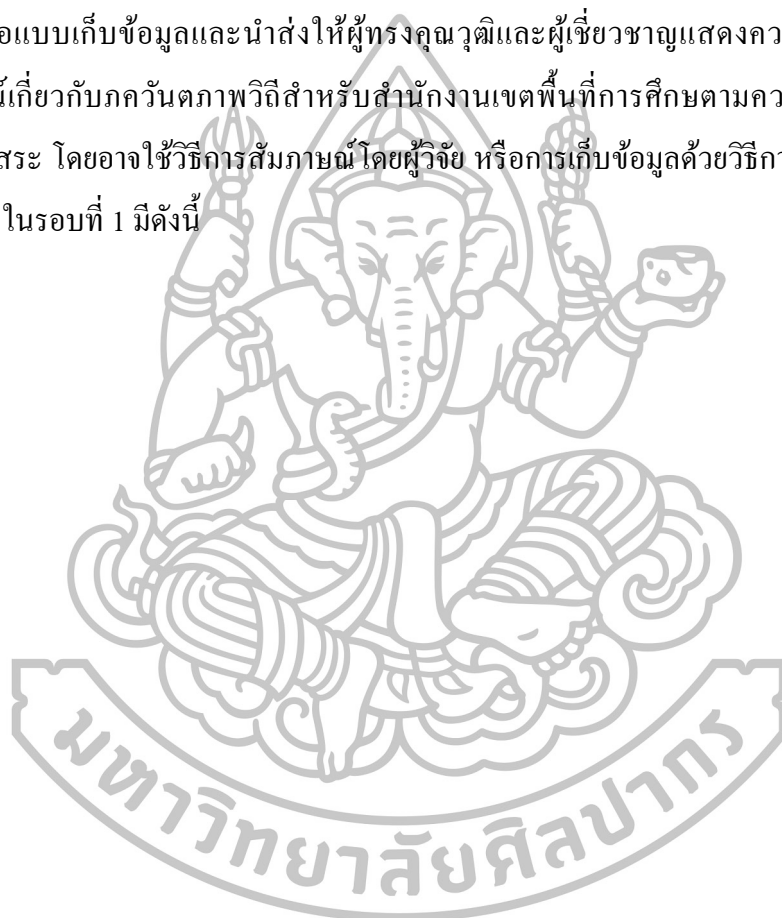 อแบบเก็บข้อมูลและนำส่งให้ผู้ทรงคุณวุฒิและผู้เชี่ยวชาญแสดงคว
เกี่ยวกับภควันตภาพวิถีสำหรับสำนักงานเขตพื้นที่การศึกษตามคว
สระ โดยอาจใช้วิธีการสัมภาษณ์โดยผู้วิจัย หรือการเก็บข้อมูลด้วยวิธีกา
ในรอบที่ 1 มีดังนี้
มหาวิทยาลัยศิลปากร